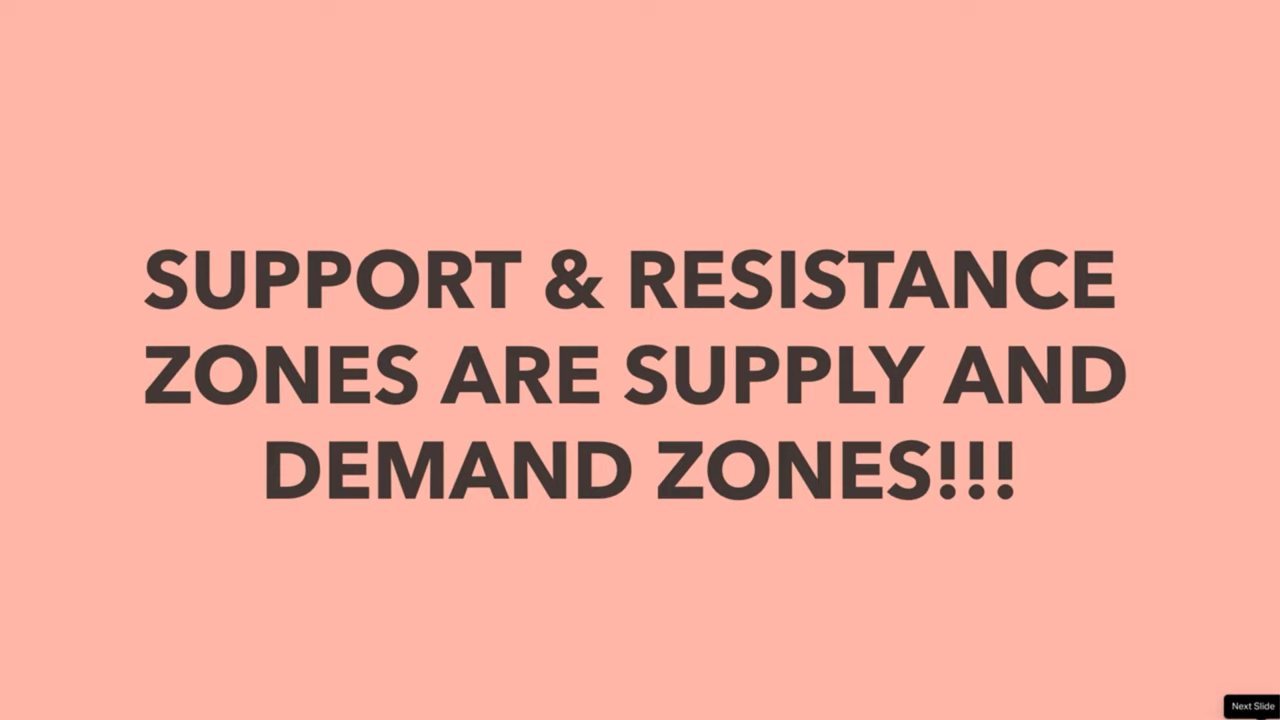 SUPPORT & RESISTANCE
ZONES ARE SUPPLY AND
DEMAND ZONES!!!
Next Slide